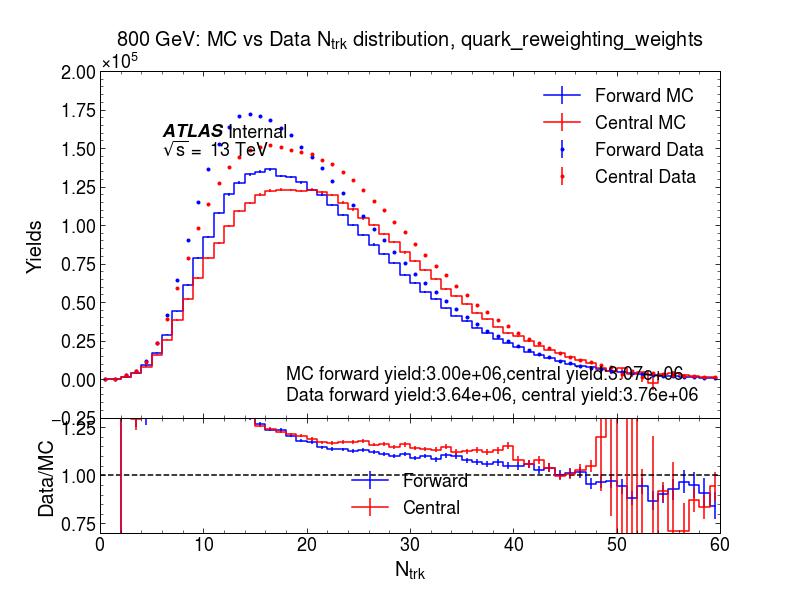 800 GeV: MC vs Data Ntrk distribution, quark_reweighting_weights
×10⁵
2.00
1.75
1.50
1.25
1.00
0.75
0.50
0.25
0.00
−0.25
Yields
ATLAS Internal
√s = 13 TeV
Forward MC
Central MC
Forward Data
Central Data
MC forward yield:3.00e+06,central yield:3.07e+06
Data forward yield:3.64e+06, central yield:3.76e+06
1.25
1.00
0.75
Data/MC
Forward
Central
0 10 20 30 40 50 60
Ntrk